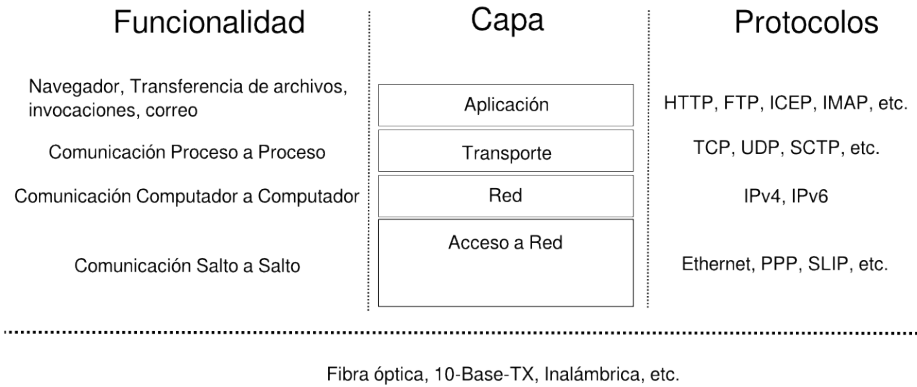 Funcionalidad
Capa
Protocolos
Navegador, Transferencia de archivos,
invocaciones, correo
Aplicación
HTTP, FTP, ICEP, IMAP, etc.
Comunicación Proceso a Proceso
Transporte
TCP, UDP, SCTP, etc.
Comunicación Computador a Computador
Red
IPv4, IPv6
Comunicación Salto a Salto
Acceso a Red
Ethernet, PPP, SLIP, etc.
Fibra óptica, 10-Base-TX, Inalámbrica, etc.